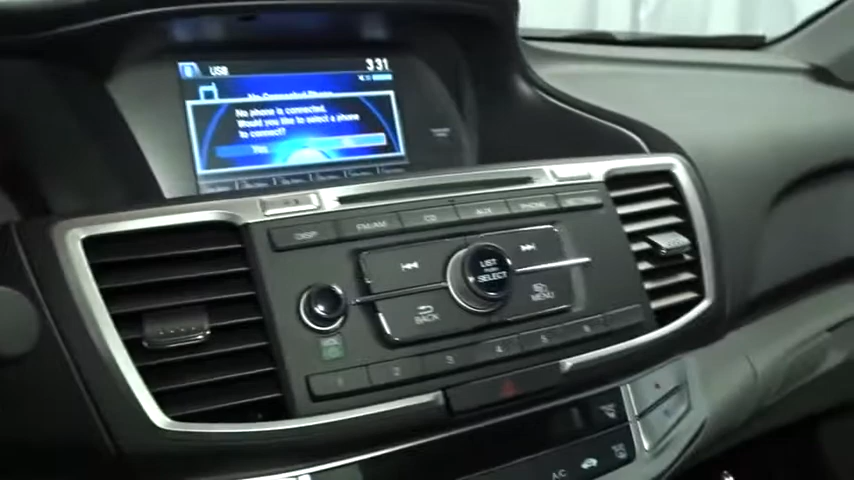 USB
3:31
No Connected Phone
No phone is connected.
Would you like to select a phone
to connect?
Yes
DISP
FM/AM
CD
AUX
PHONE
LIST
SELECT
BACK
MENU
VOL
1 2 3 4 5 6
A/C